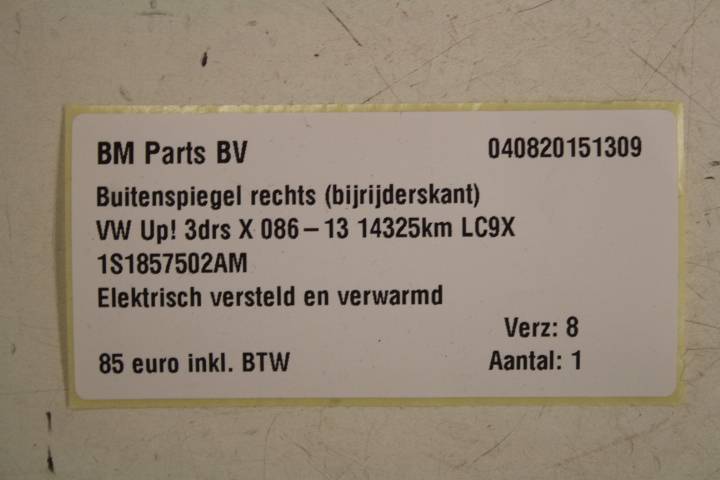 BM Parts BV 040820151309
Buitenspiegel rechts (bijrijderskant)
VW Up! 3drs X 086-13 14325km LC9X
1S1857502AM
Elektrisch versteld en verwarmd
Verz: 8
85 euro inkl. BTW Aantal: 1